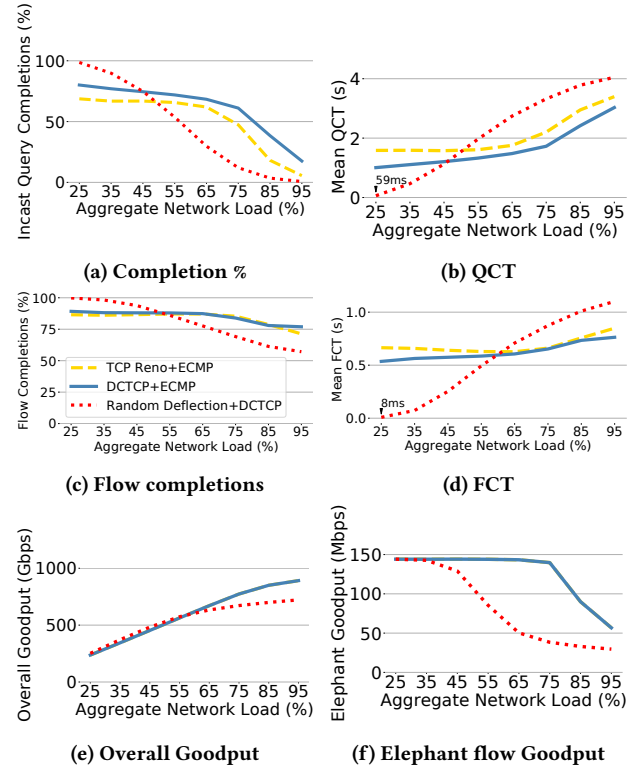 Incast Query Completions (%)
100
50
0
25 35 45 55 65 75 85 95
Aggregate Network Load (%)
(a) Completion %
Mean QCT (s)
4
2
0
59ms
25 35 45 55 65 75 85 95
Aggregate Network Load (%)
(b) QCT
Flow Completions (%)
100
75
50
25
0
TCP Reno+ECMP
DCTCP+ECMP
Random Deflection+DCTCP
25 35 45 55 65 75 85 95
Aggregate Network Load (%)
(c) Flow completions
Mean FCT (s)
1.0
0.5
0.0
8ms
25 35 45 55 65 75 85 95
Aggregate Network Load (%)
(d) FCT
Overall Goodput (Gbps)
1000
500
0
25 35 45 55 65 75 85 95
Aggregate Network Load (%)
(e) Overall Goodput
Elephant Goodput (Mbps)
150
100
50
0
25 35 45 55 65 75 85 95
Aggregate Network Load (%)
(f) Elephant flow Goodput